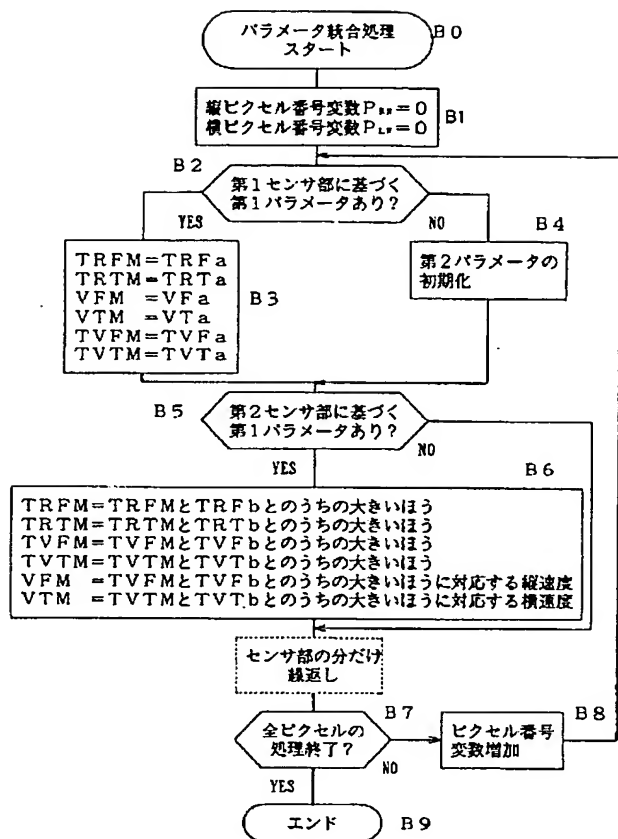 パラメータ統合処理
スタート
B0
縦ピクセル番号変数PRN=0
横ピクセル番号変数PLN=0
B1
B2
第1センサ部に基づく
第1パラメータあり?
YES
NO
B4
TRFM=TRFa
TRTM=TRTa
VFM =VFa
VTM =VTa
TVFM=TVFa
TVTM=TVTa
B3
第2パラメータの
初期化
B5
第2センサ部に基づく
第1パラメータあり?
NO
YES
B6
TRFM=TRFMとTRFbとのうちの大きいほう
TRTM=TRTMとTRTbとのうちの大きいほう
TVFM=TVFMとTVFbとのうちの大きいほう
TVTM=TVTMとTVTbとのうちの大きいほう
VFM =TVFMとTVFbとのうちの大きいほうに対応する縦速度
VTM =TVTMとTVTbとのうちの大きいほうに対応する横速度
センサ部の分だけ
繰返し
B7
全ピクセルの
処理終了?
NO
B8
ピクセル番号
変数増加
YES
エンド
B9